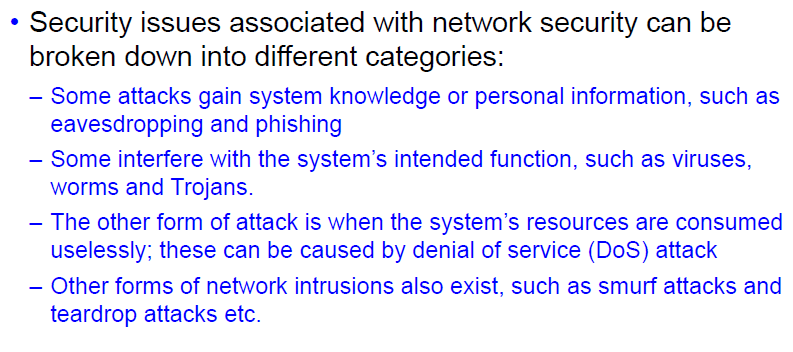 • Security issues associated with network security can be
broken down into different categories:
– Some attacks gain system knowledge or personal information, such as
eavesdropping and phishing
– Some interfere with the system's intended function, such as viruses,
worms and Trojans.
– The other form of attack is when the system's resources are consumed
uselessly; these can be caused by denial of service (DoS) attack
– Other forms of network intrusions also exist, such as smurf attacks and
teardrop attacks etc.